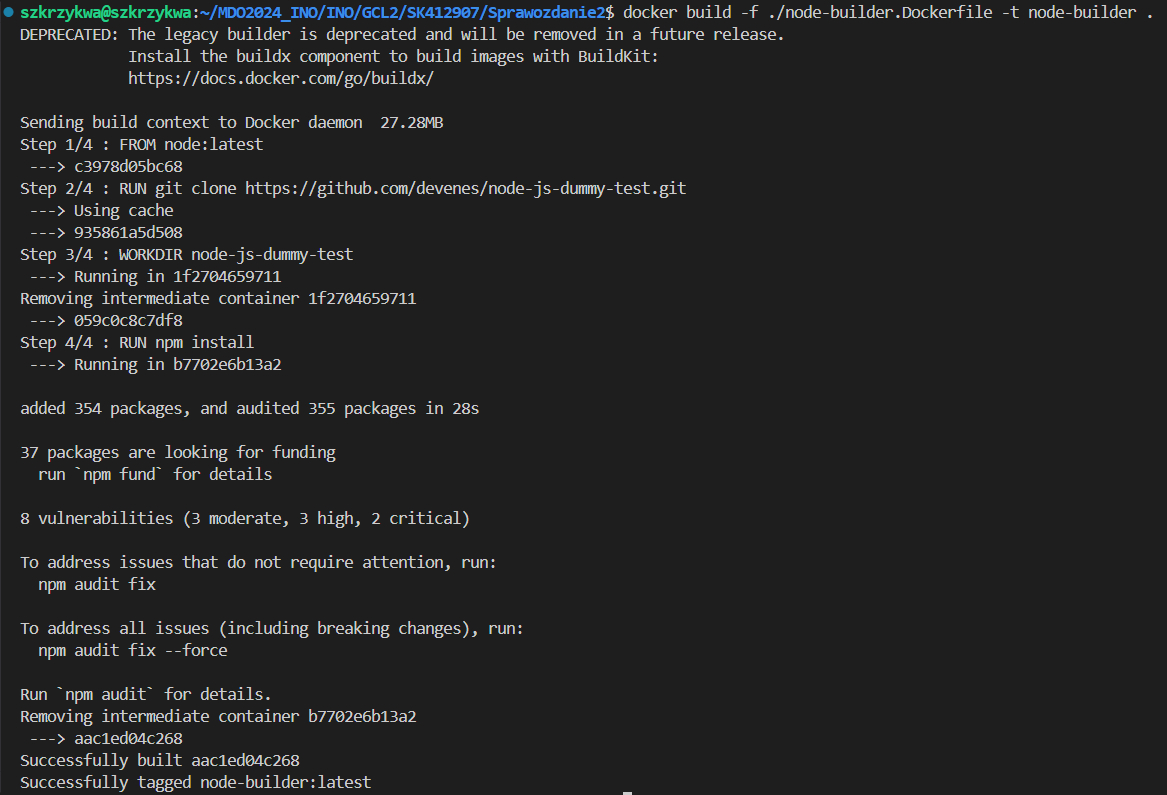 szkrzykwa@szkrzykwa:~/MDO2024_INO/INO/GCL2/SK412907/Sprawozdanie2$ docker build -f ./node-builder.Dockerfile -t node-builder .
DEPRECATED: The legacy builder is deprecated and will be removed in a future release.
            Install the buildx component to build images with BuildKit:
            https://docs.docker.com/go/buildx/

Sending build context to Docker daemon  27.28MB
Step 1/4 : FROM node:latest
 ---> c3978d05bc68
Step 2/4 : RUN git clone https://github.com/devenes/node-js-dummy-test.git
 ---> Using cache
 ---> 935861a5d508
Step 3/4 : WORKDIR node-js-dummy-test
 ---> Running in 1f2704659711
Removing intermediate container 1f2704659711
 ---> 059c0c8c7df8
Step 4/4 : RUN npm install
 ---> Running in b7702e6b13a2

added 354 packages, and audited 355 packages in 28s

37 packages are looking for funding
  run `npm fund` for details

8 vulnerabilities (3 moderate, 3 high, 2 critical)

To address issues that do not require attention, run:
  npm audit fix

To address all issues (including breaking changes), run:
  npm audit fix --force

Run `npm audit` for details.
Removing intermediate container b7702e6b13a2
 ---> aac1ed04c268
Successfully built aac1ed04c268
Successfully tagged node-builder:latest